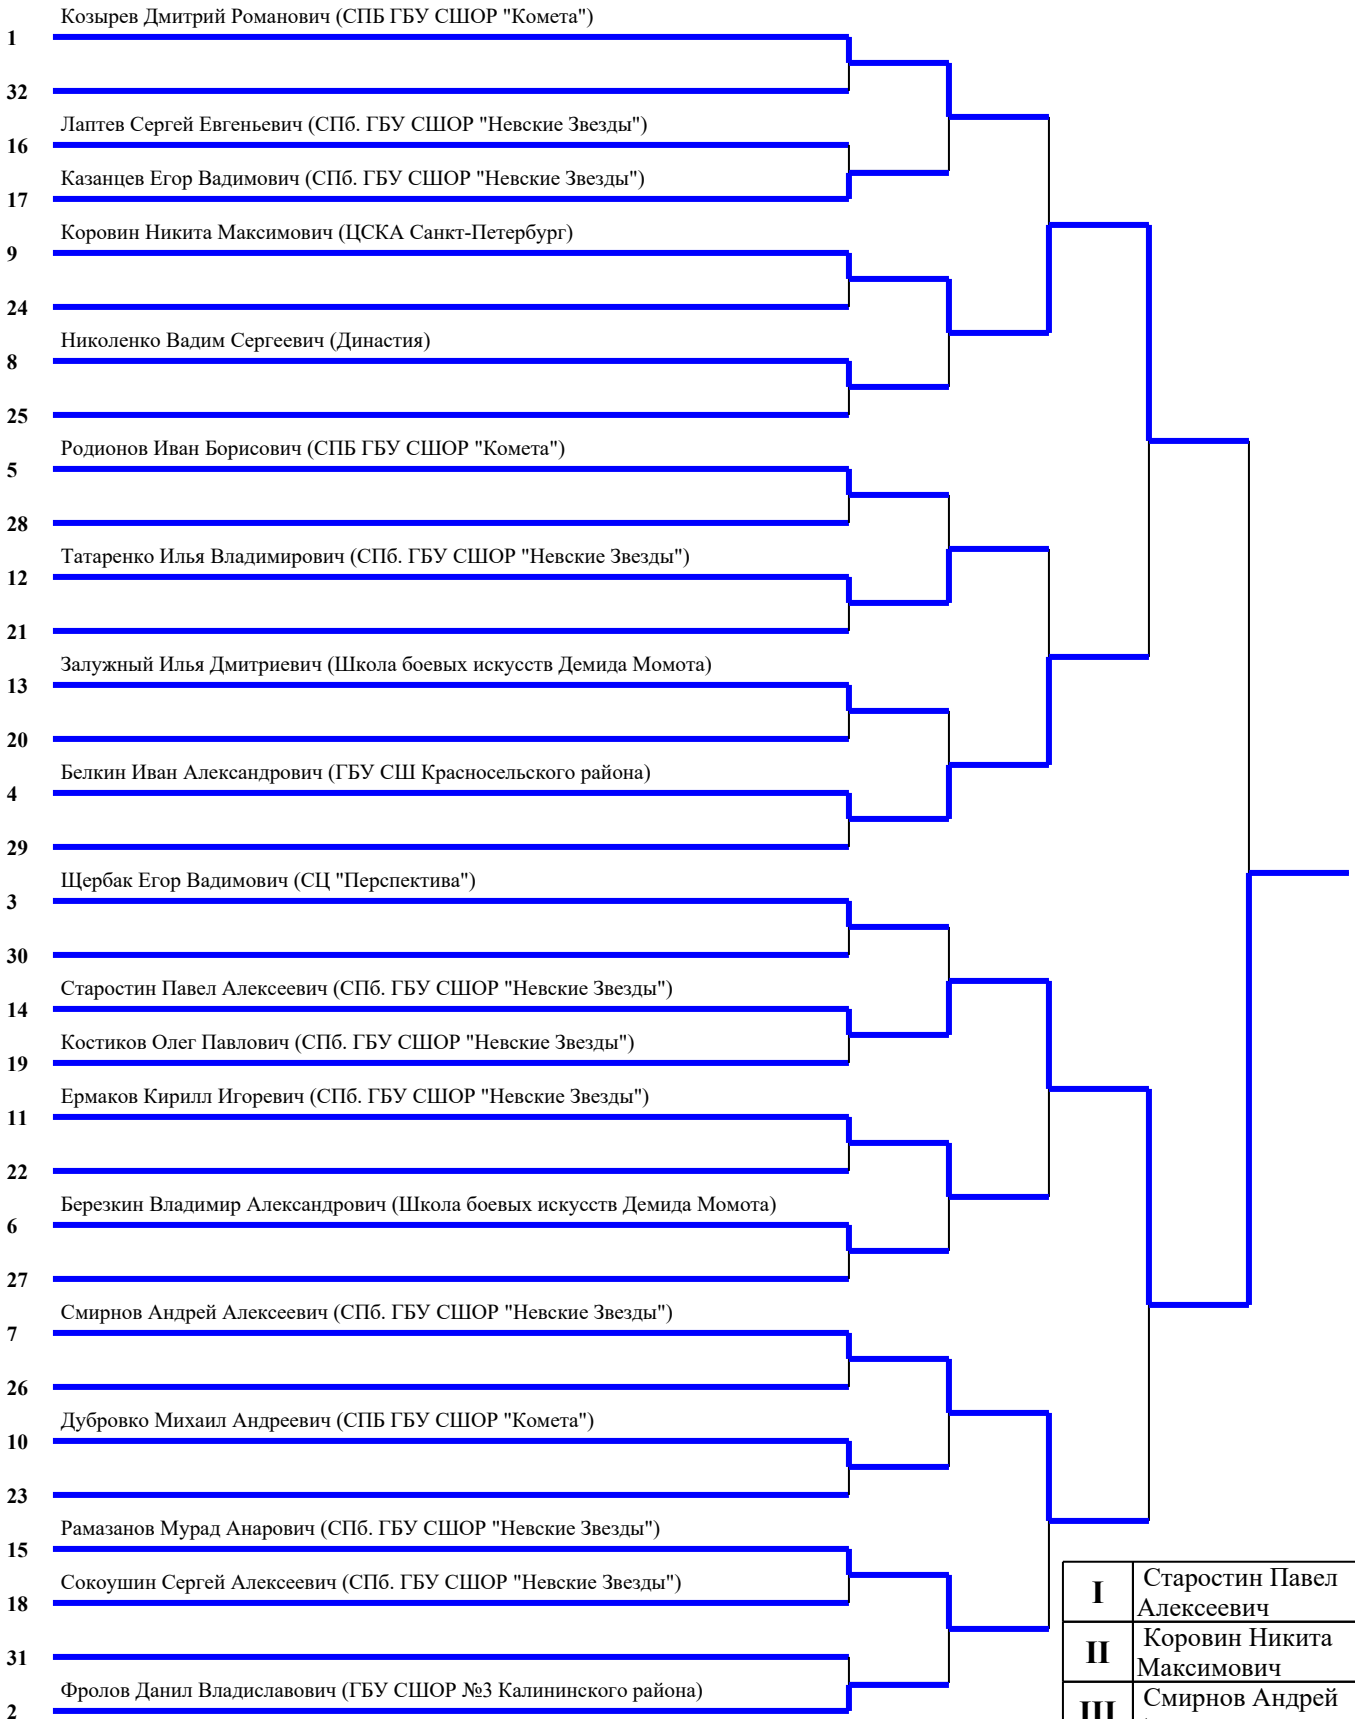 Козырев Дмитрий Романович (СПБ ГБУ СШОР "Комета")
1
32
Лаптев Сергей Евгеньевич (СПб. ГБУ СШОР "Невские Звезды")
16
Казанцев Егор Вадимович (СПб. ГБУ СШОР "Невские Звезды")
17
Коровин Никита Максимович (ЦСКА Санкт-Петербург)
9
24
Николенко Вадим Сергеевич (Династия)
8
25
Родионов Иван Борисович (СПБ ГБУ СШОР "Комета")
5
28
Татаренко Илья Владимирович (СПб. ГБУ СШОР "Невские Звезды")
12
21
Залужный Илья Дмитриевич (Школа боевых искусств Демида Момота)
13
20
Белкин Иван Александрович (ГБУ СШ Красносельского района)
4
29
Щербак Егор Вадимович (СЦ "Перспектива")
3
30
Старостин Павел Алексеевич (СПб. ГБУ СШОР "Невские Звезды")
14
Костиков Олег Павлович (СПб. ГБУ СШОР "Невские Звезды")
19
Ермаков Кирилл Игоревич (СПб. ГБУ СШОР "Невские Звезды")
11
22
Березкин Владимир Александрович (Школа боевых искусств Демида Момота)
6
27
Смирнов Андрей Алексеевич (СПб. ГБУ СШОР "Невские Звезды")
7
26
Дубровко Михаил Андреевич (СПБ ГБУ СШОР "Комета")
10
23
Рамазанов Мурад Анарович (СПб. ГБУ СШОР "Невские Звезды")
15
Сокоушин Сергей Алексеевич (СПб. ГБУ СШОР "Невские Звезды")
18
31
Фролов Данил Владиславович (ГБУ СШОР №3 Калининского района)
2
I Старостин Павел
Алексеевич
II Коровин Никита
Максимович
III Смирнов Андрей